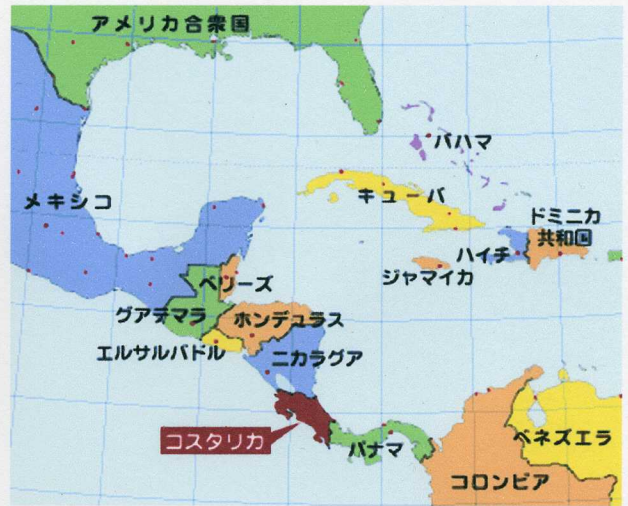 アメリカ合衆国
バハマ
メキシコ
キューバ
ドミニカ
共和国
ハイチ
ジャマイカ
ベリーズ
グアテマラ
ホンデュラス
エルサルバドル
ニカラグア
コスタリカ
パナマ
ベネズエラ
コロンビア